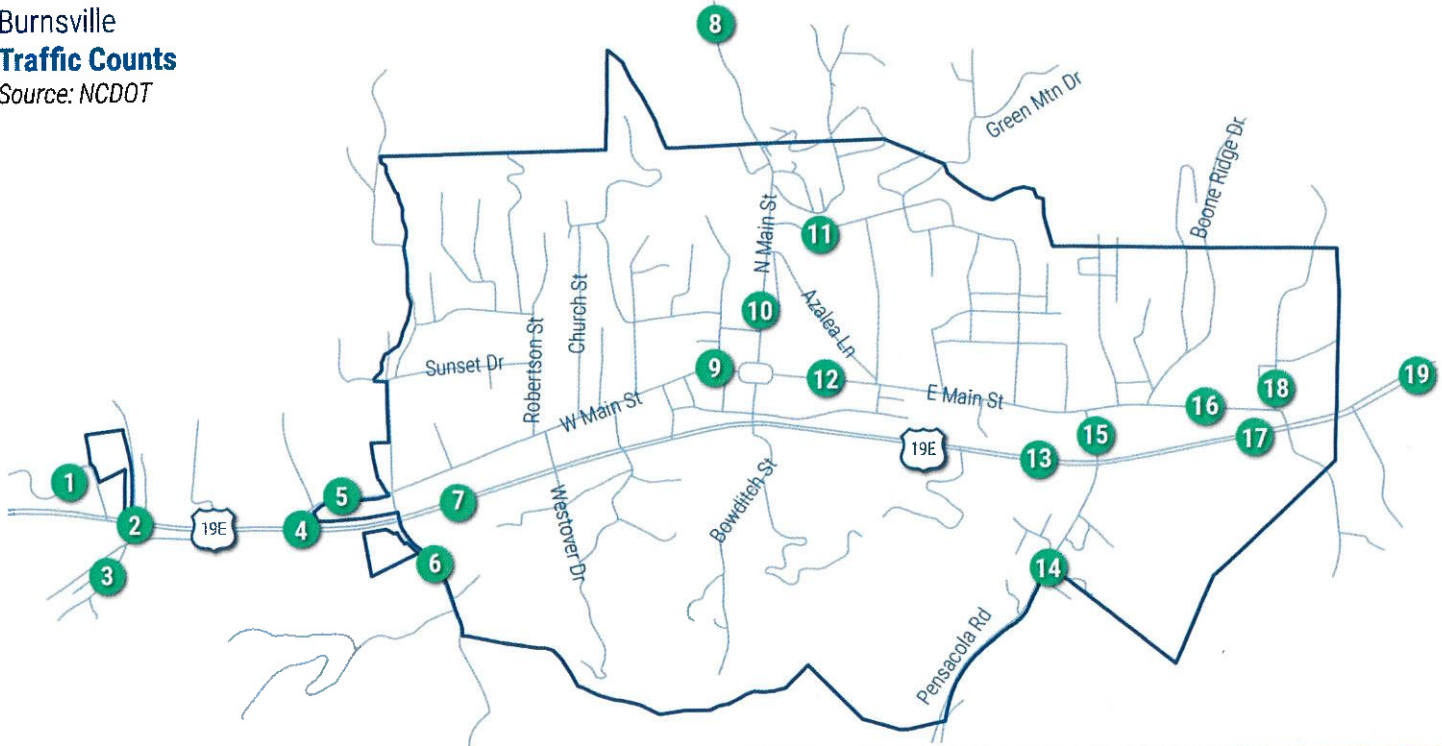 Burnsville
Traffic Counts
Source: NCDOT
8
Green Mtn Dr
Boone Ridge Dr
N Main St
11
Church St
10
Azalea Ln
Robertson St
Sunset Dr
9
12
19
18
W Main St
E Main St
16
15
17
19E
13
1
5
7
2
19E
4
Westover Dr
Bowditch St
3
6
14
Pensacola Rd